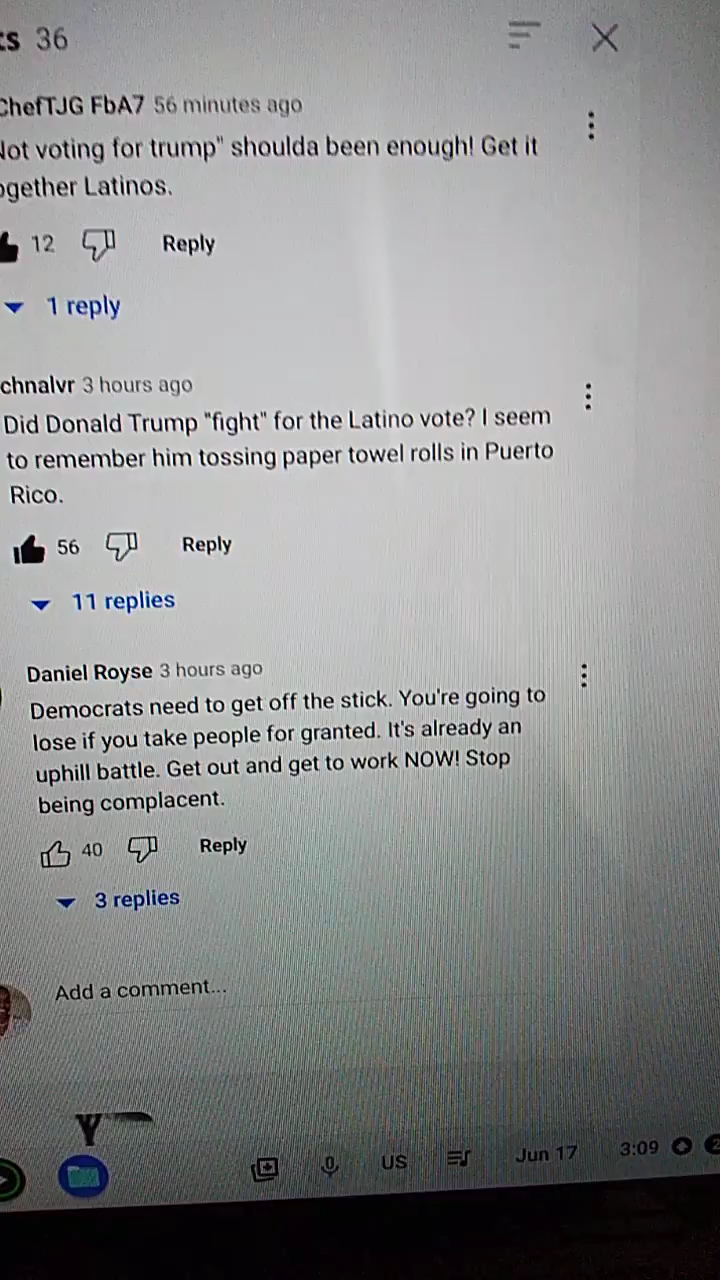 ts 36
ChefTJG FbA7 56 minutes ago
Not voting for trump" shoulda been enough! Get it
ogether Latinos.
12 Reply
1 reply
chnalvr 3 hours ago
Did Donald Trump "fight" for the Latino vote? I seem
to remember him tossing paper towel rolls in Puerto
Rico.
56 Reply
11 replies
Daniel Royse 3 hours ago
Democrats need to get off the stick. You're going to
lose if you take people for granted. It's already an
uphill battle. Get out and get to work NOW! Stop
being complacent.
40 Reply
3 replies
Add a comment...
US Jun 17 3:09 2